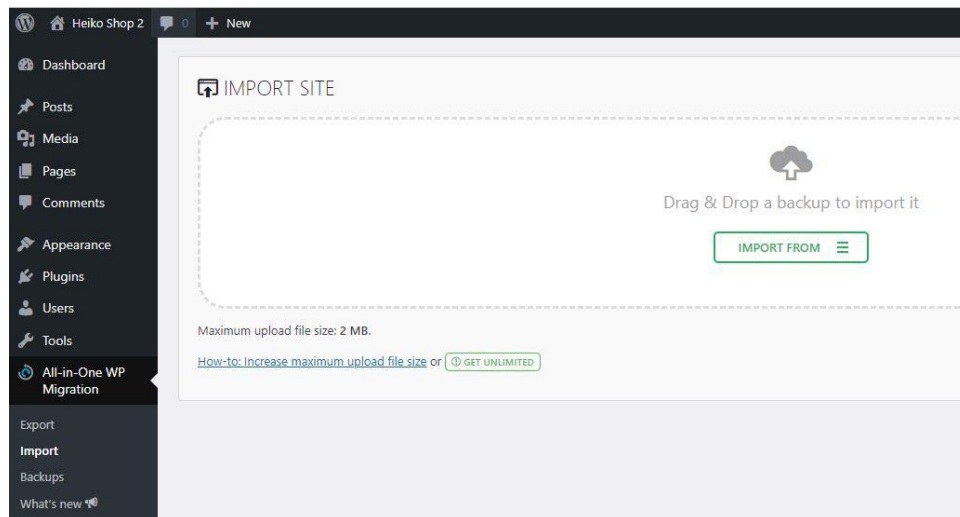 Heiko Shop 2 0 New
Dashboard
Posts
Media
Pages
Comments
Appearance
Plugins
Users
Tools
All-in-One WP
Migration
Export
Import
Backups
What's new
IMPORT SITE
Drag & Drop a backup to import it
IMPORT FROM
Maximum upload file size: 2 MB.
How-to: Increase maximum upload file size or GET UNLIMITED